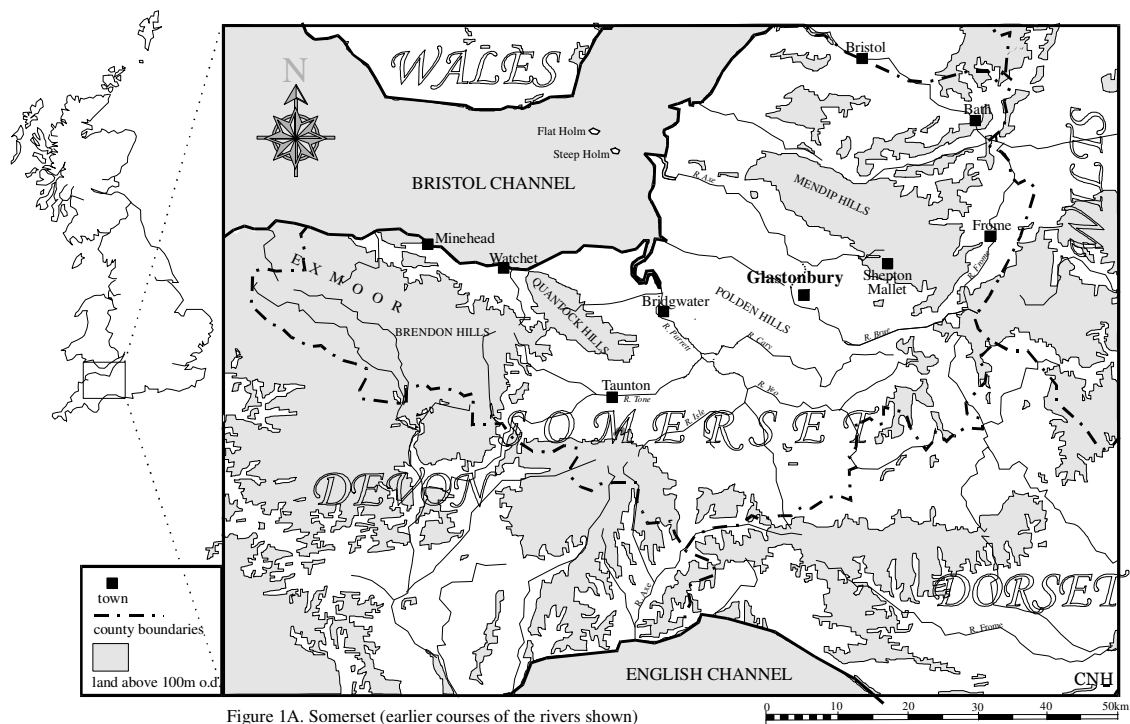 WALES
Bristol
N
Bath
Flat Holm
Steep Holm
WILTS
BRISTOL CHANNEL
R. Axe
MENDIP HILLS
Minehead
Frome
Watchet
EXMOOR
Shepton
Mallet
R. Frome
Glastonbury
QUANTOCK HILLS
Bridgwater
POLDEN HILLS
BRENDON HILLS
R. Parrett
R. Cary
R. Brue
Taunton
R. Tone
R. Yeo
R. Isle
SOMERSET
DEVON
town
county boundaries
land above 100m o.d.
R. Axe
DORSET
R. Frome
ENGLISH CHANNEL
CNH
0 10 20 30 40 50km
Figure 1A. Somerset (earlier courses of the rivers shown)